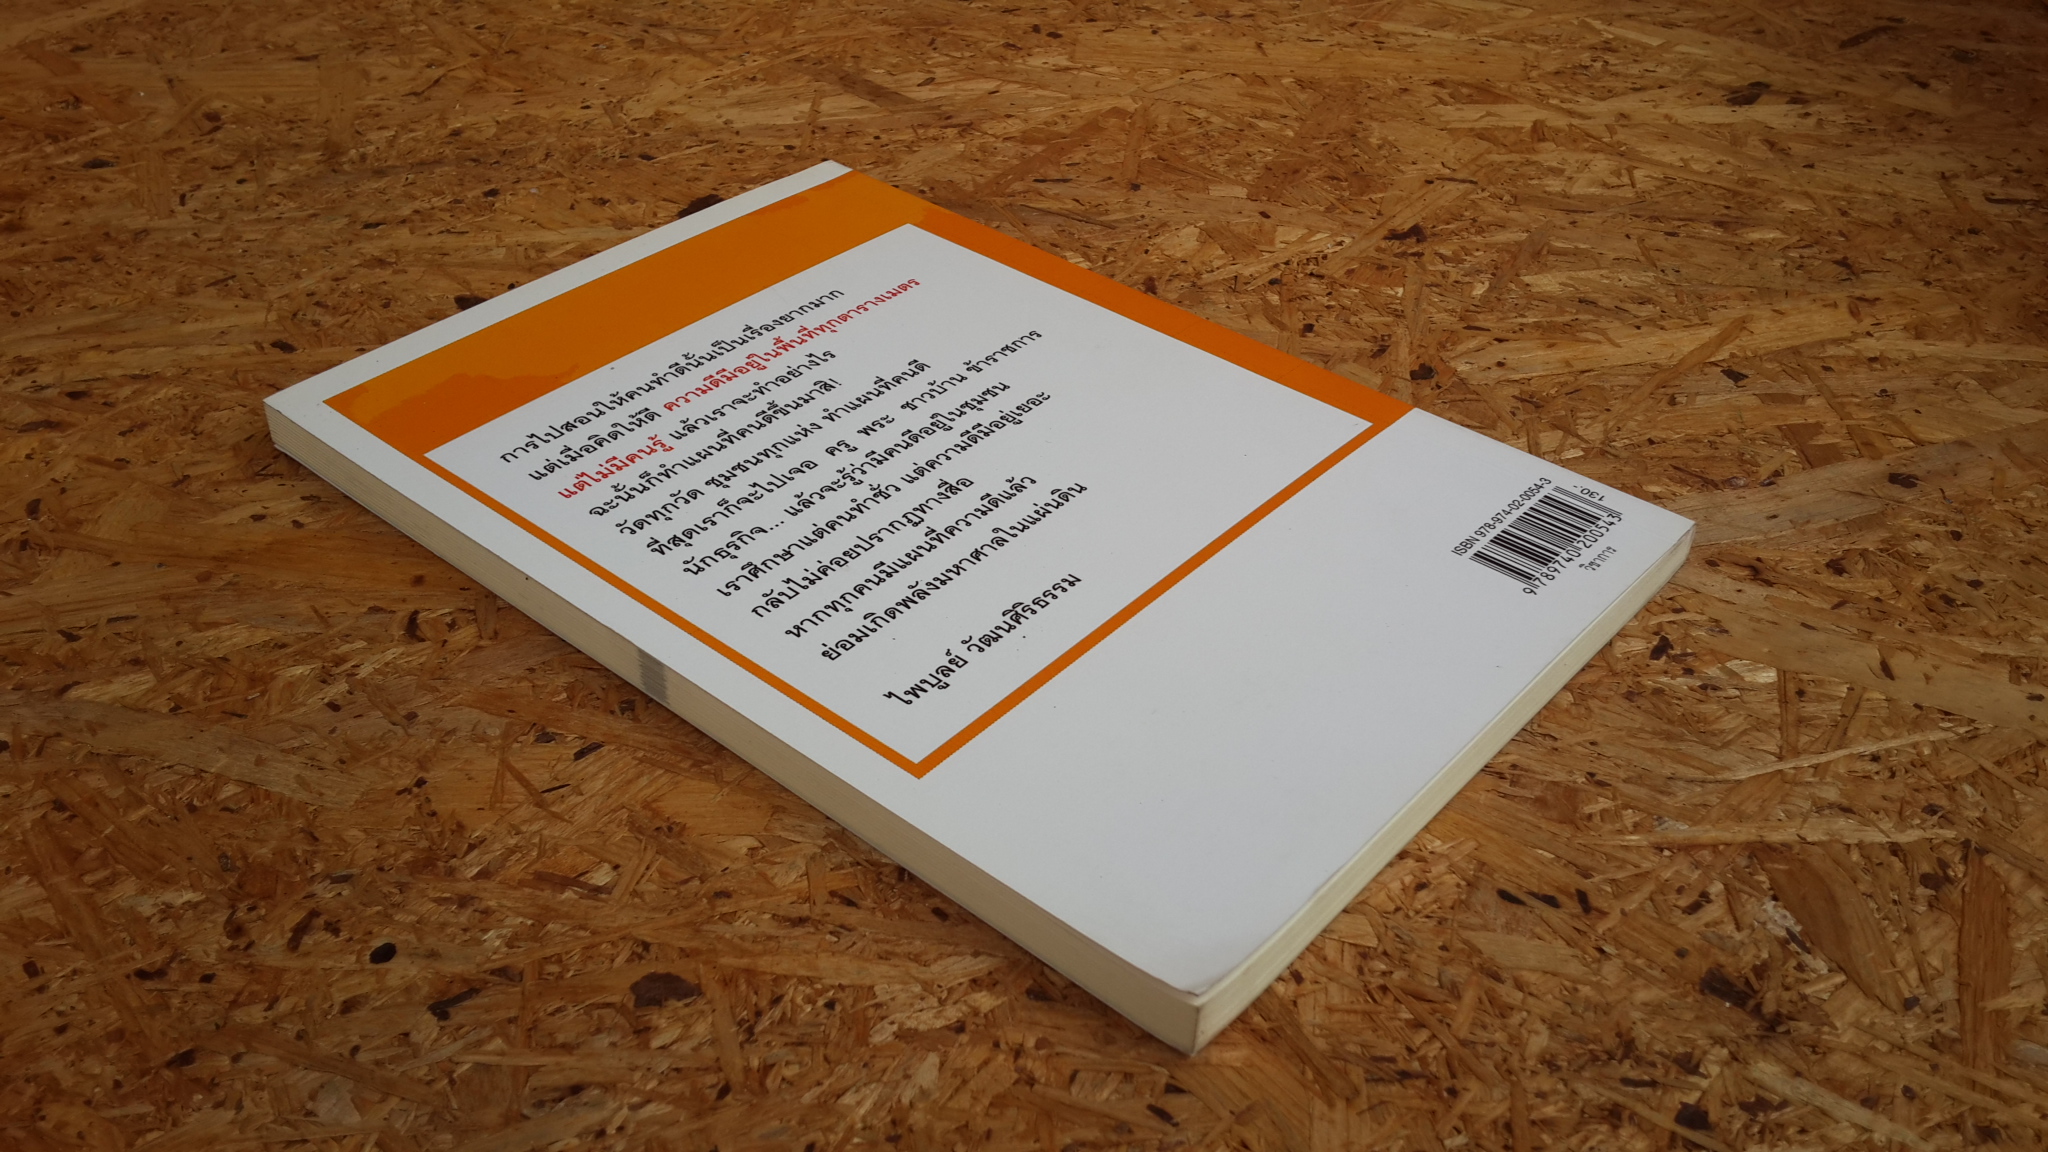 การไปสอนให้คนทำดีนั้นเป็นเรื่องยากมาก
แต่เมื่อคิดให้ดี ความดีมีอยู่ในพื้นที่ทุกตารางเมตร
แต่ไม่มีคนรู้ แล้วเราจะทำอย่างไร
ฉะนั้นก็ทำแผนที่คนดีขึ้นมาสิ!
วัดทุกวัด ชุมชนทุกแห่ง ทำแผนที่คนดี
ที่สุดเราก็จะไปเจอ ครู พระ ชาวบ้าน ข้าราชการ
นักธุรกิจ... แล้วจะรู้ว่ามีคนดีอยู่ในชุมชน
เราศึกษาแต่คนทำชั่ว แต่ความดีมีอยู่เยอะ
กลับไม่ค่อยปรากฏทางสื่อ
หากทุกคนมีแผนที่ความดีแล้ว
ย่อมเกิดพลังมหาศาลในแผ่นดิน
ไพบูลย์ วัฒนศิริธรรม
ISBN 978-974-02-0054-3
130.-
9 789740 200543
วิชาการ